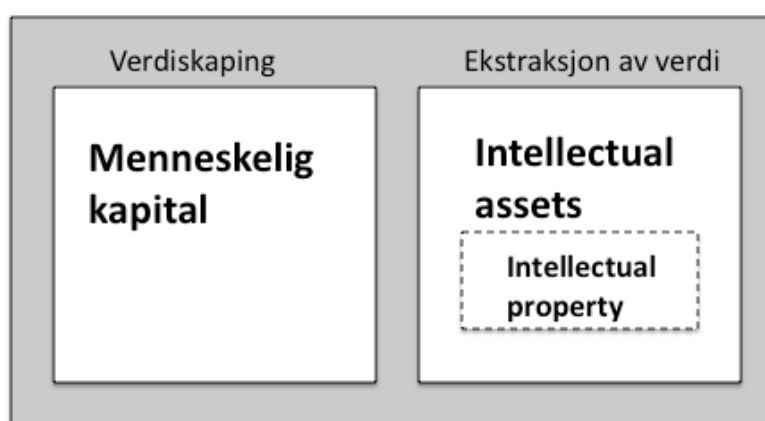 Verdiskaping
Ekstraksjon av verdi
Menneskelig
kapital
Intellectual
assets
Intellectual
property